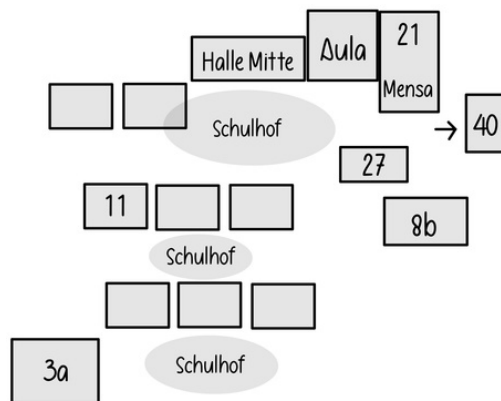 Halle Mitte
Aula
21
Mensa
Schulhof
→ 40
27
11
8b
Schulhof
Schulhof
3a